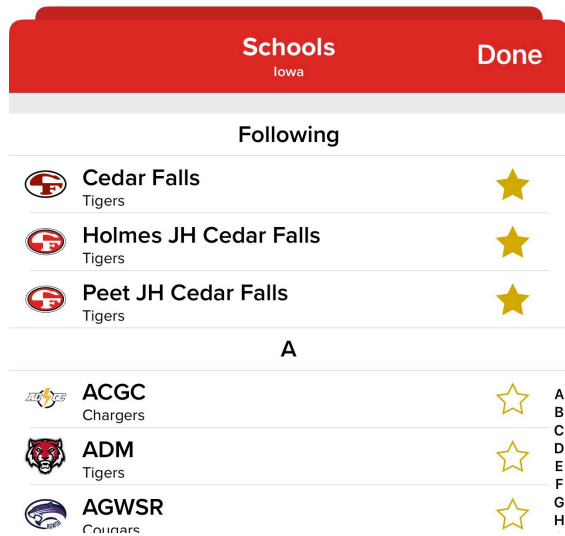 Schools
Iowa
Done
Following
Cedar Falls
Tigers
Holmes JH Cedar Falls
Tigers
Peet JH Cedar Falls
Tigers
A
ACGC
Chargers
ADM
Tigers
AGWSR
Cougars
A
B
C
D
E
F
G
H